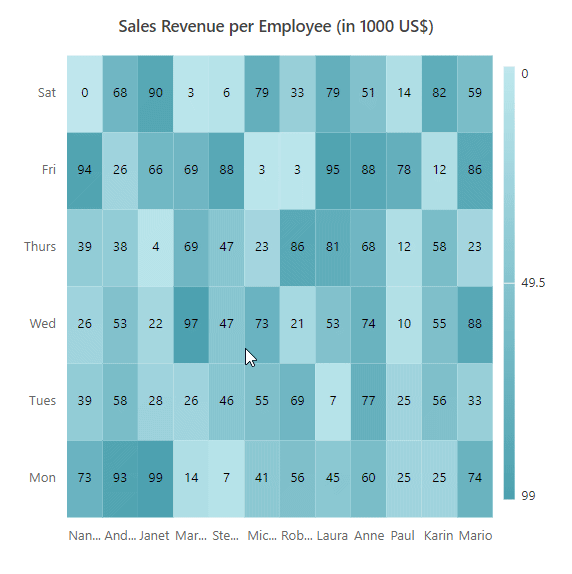 Sales Revenue per Employee (in 1000 US$)
Sat 0 68 90 3 6 79 33 79 51 14 82 59
Fri 94 26 66 69 88 3 3 95 88 78 12 86
Thurs 39 38 4 69 47 23 86 81 68 12 58 23
Wed 26 53 22 97 47 73 21 53 74 10 55 88
Tues 39 58 28 26 46 55 69 7 77 25 56 33
Mon 73 93 99 14 7 41 56 45 60 25 25 74
Nan... And... Janet Mar... Ste... Mic... Rob... Laura Anne Paul Karin Mario
0
49.5
99